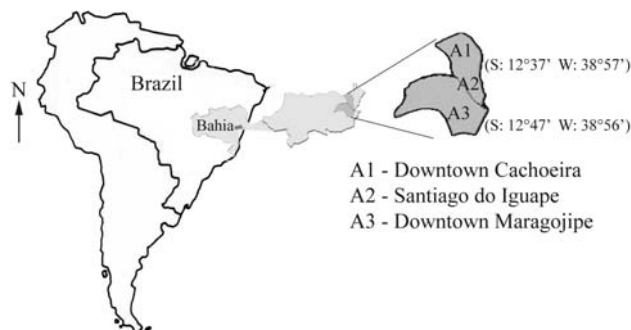 A1
(S: 12°37' W: 38°57')
Brazil
A2
N
A3
(S: 12°47' W: 38°56')
Bahia
A1 - Downtown Cachoeira
A2 - Santiago do Iguape
A3 - Downtown Maragojipe